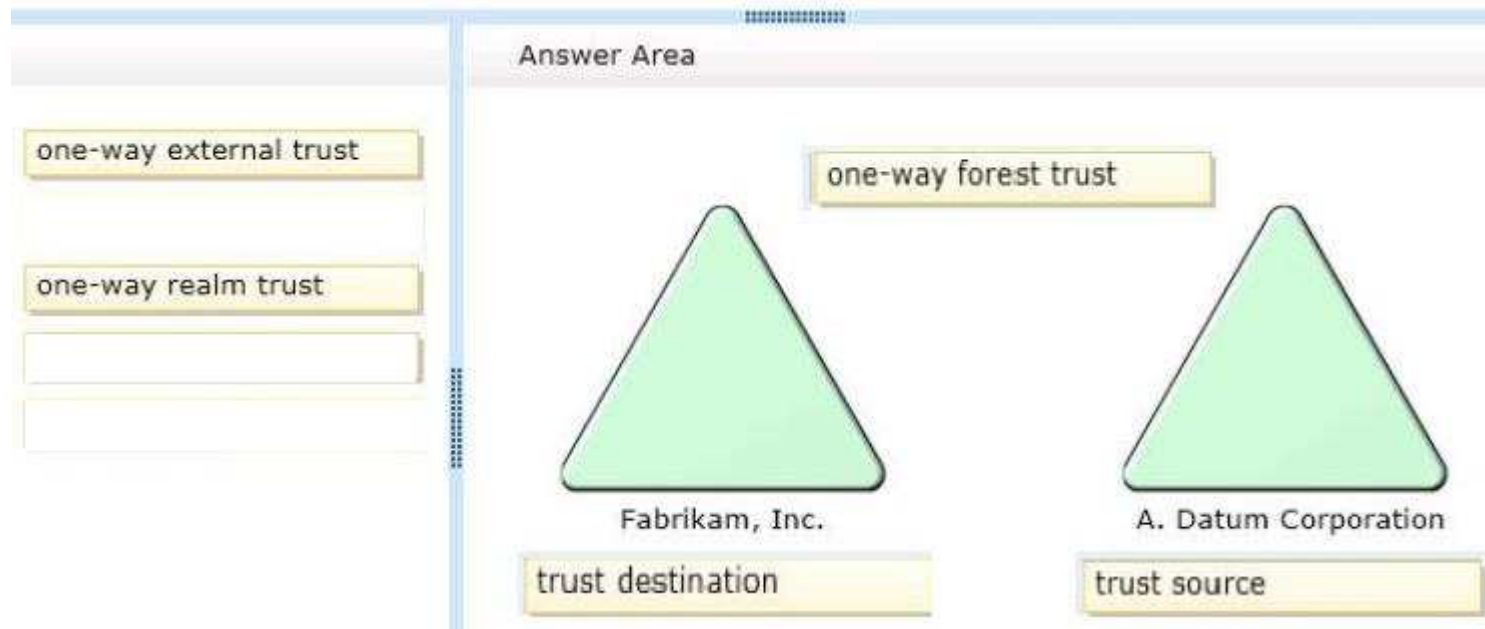 Answer Area
one-way external trust
one-way realm trust
one-way forest trust
Fabrikam, Inc.
A. Datum Corporation
trust destination
trust source